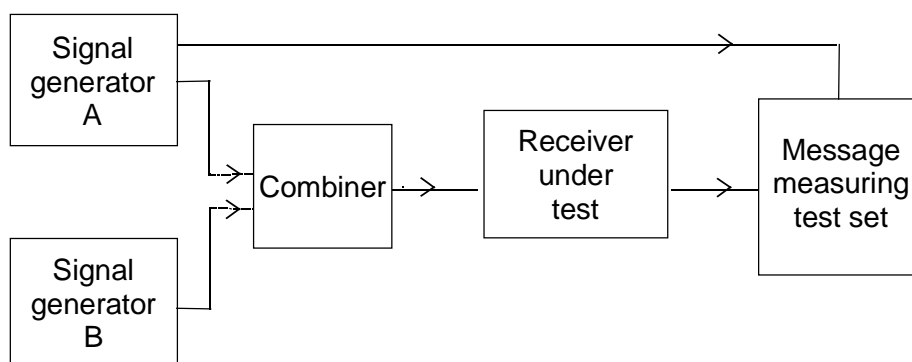 Signal
generator
A
Combiner
Receiver
under
test
Message
measuring
test set
Signal
generator
B